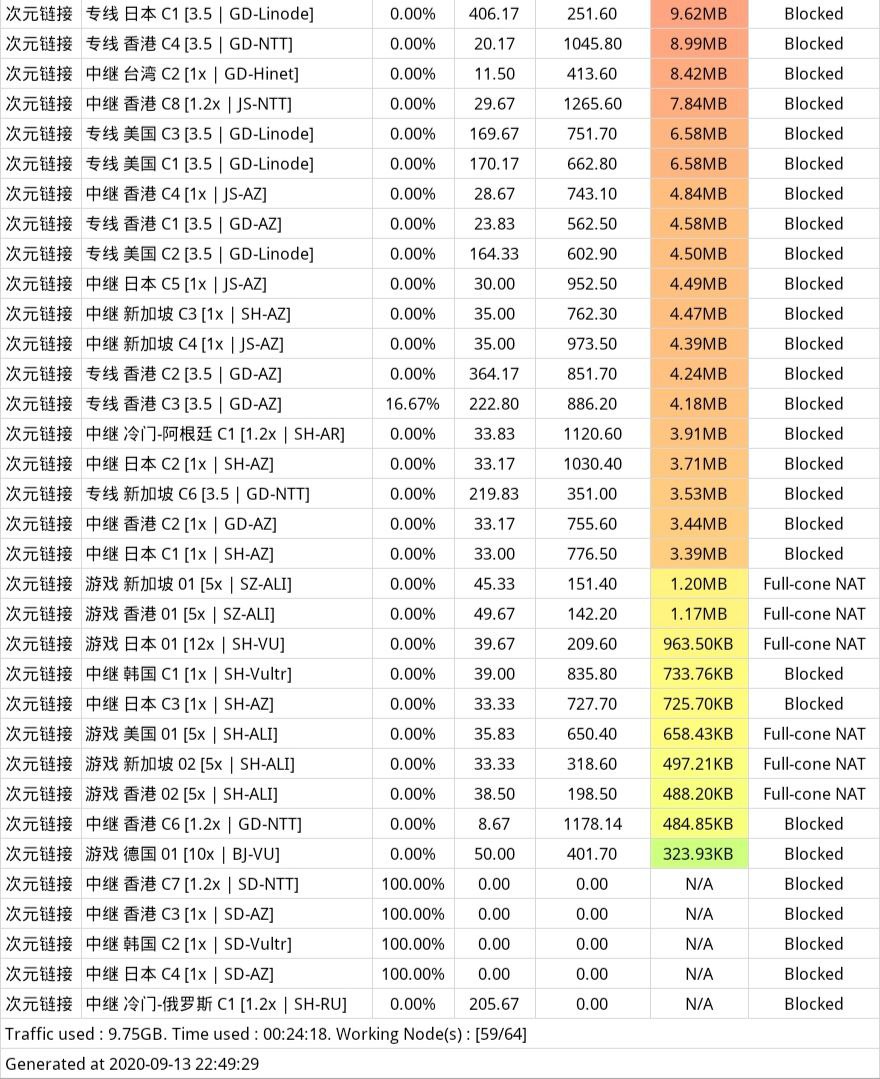 次元链接 专线 日本 C1 [3.5 | GD-Linode] 0.00% 406.17 251.60 9.62MB Blocked
次元链接 专线 香港 C4 [3.5 | GD-NTT] 0.00% 20.17 1045.80 8.99MB Blocked
次元链接 中继 台湾 C2 [1x | GD-Hinet] 0.00% 11.50 413.60 8.42MB Blocked
次元链接 中继 香港 C8 [1.2x | JS-NTT] 0.00% 29.67 1265.60 7.84MB Blocked
次元链接 专线 美国 C3 [3.5 | GD-Linode] 0.00% 169.67 751.70 6.58MB Blocked
次元链接 专线 美国 C1 [3.5 | GD-Linode] 0.00% 170.17 662.80 6.58MB Blocked
次元链接 中继 香港 C4 [1x | JS-AZ] 0.00% 28.67 743.10 4.84MB Blocked
次元链接 专线 香港 C1 [3.5 | GD-AZ] 0.00% 23.83 562.50 4.58MB Blocked
次元链接 专线 美国 C2 [3.5 | GD-Linode] 0.00% 164.33 602.90 4.50MB Blocked
次元链接 中继 日本 C5 [1x | JS-AZ] 0.00% 30.00 952.50 4.49MB Blocked
次元链接 中继 新加坡 C3 [1x | SH-AZ] 0.00% 35.00 762.30 4.47MB Blocked
次元链接 中继 新加坡 C4 [1x | JS-AZ] 0.00% 35.00 973.50 4.39MB Blocked
次元链接 专线 香港 C2 [3.5 | GD-AZ] 0.00% 364.17 851.70 4.24MB Blocked
次元链接 专线 香港 C3 [3.5 | GD-AZ] 16.67% 222.80 886.20 4.18MB Blocked
次元链接 中继 冷门-阿根廷 C1 [1.2x | SH-AR] 0.00% 33.83 1120.60 3.91MB Blocked
次元链接 中继 日本 C2 [1x | SH-AZ] 0.00% 33.17 1030.40 3.71MB Blocked
次元链接 专线 新加坡 C6 [3.5 | GD-NTT] 0.00% 219.83 351.00 3.53MB Blocked
次元链接 中继 香港 C2 [1x | GD-AZ] 0.00% 33.17 755.60 3.44MB Blocked
次元链接 中继 日本 C1 [1x | SH-AZ] 0.00% 33.00 776.50 3.39MB Blocked
次元链接 游戏 新加坡 01 [5x | SZ-ALI] 0.00% 45.33 151.40 1.20MB Full-cone NAT
次元链接 游戏 香港 01 [5x | SZ-ALI] 0.00% 49.67 142.20 1.17MB Full-cone NAT
次元链接 游戏 日本 01 [12x | SH-VU] 0.00% 39.67 209.60 963.50KB Full-cone NAT
次元链接 中继 韩国 C1 [1x | SH-Vultr] 0.00% 39.00 835.80 733.76KB Blocked
次元链接 中继 日本 C3 [1x | SH-AZ] 0.00% 33.33 727.70 725.70KB Blocked
次元链接 游戏 美国 01 [5x | SH-ALI] 0.00% 35.83 650.40 658.43KB Full-cone NAT
次元链接 游戏 新加坡 02 [5x | SH-ALI] 0.00% 33.33 318.60 497.21KB Full-cone NAT
次元链接 游戏 香港 02 [5x | SH-ALI] 0.00% 38.50 198.50 488.20KB Full-cone NAT
次元链接 中继 香港 C6 [1.2x | GD-NTT] 0.00% 8.67 1178.14 484.85KB Blocked
次元链接 游戏 德国 01 [10x | BJ-VU] 0.00% 50.00 401.70 323.93KB Blocked
次元链接 中继 香港 C7 [1.2x | SD-NTT] 100.00% 0.00 0.00 N/A Blocked
次元链接 中继 香港 C3 [1x | SD-AZ] 100.00% 0.00 0.00 N/A Blocked
次元链接 中继 韩国 C2 [1x | SD-Vultr] 100.00% 0.00 0.00 N/A Blocked
次元链接 中继 日本 C4 [1x | SD-AZ] 100.00% 0.00 0.00 N/A Blocked
次元链接 中继 冷门-俄罗斯 C1 [1.2x | SH-RU] 0.00% 205.67 0.00 N/A Blocked
Traffic used : 9.75GB. Time used : 00:24:18. Working Node(s) : [59/64]
Generated at 2020-09-13 22:49:29